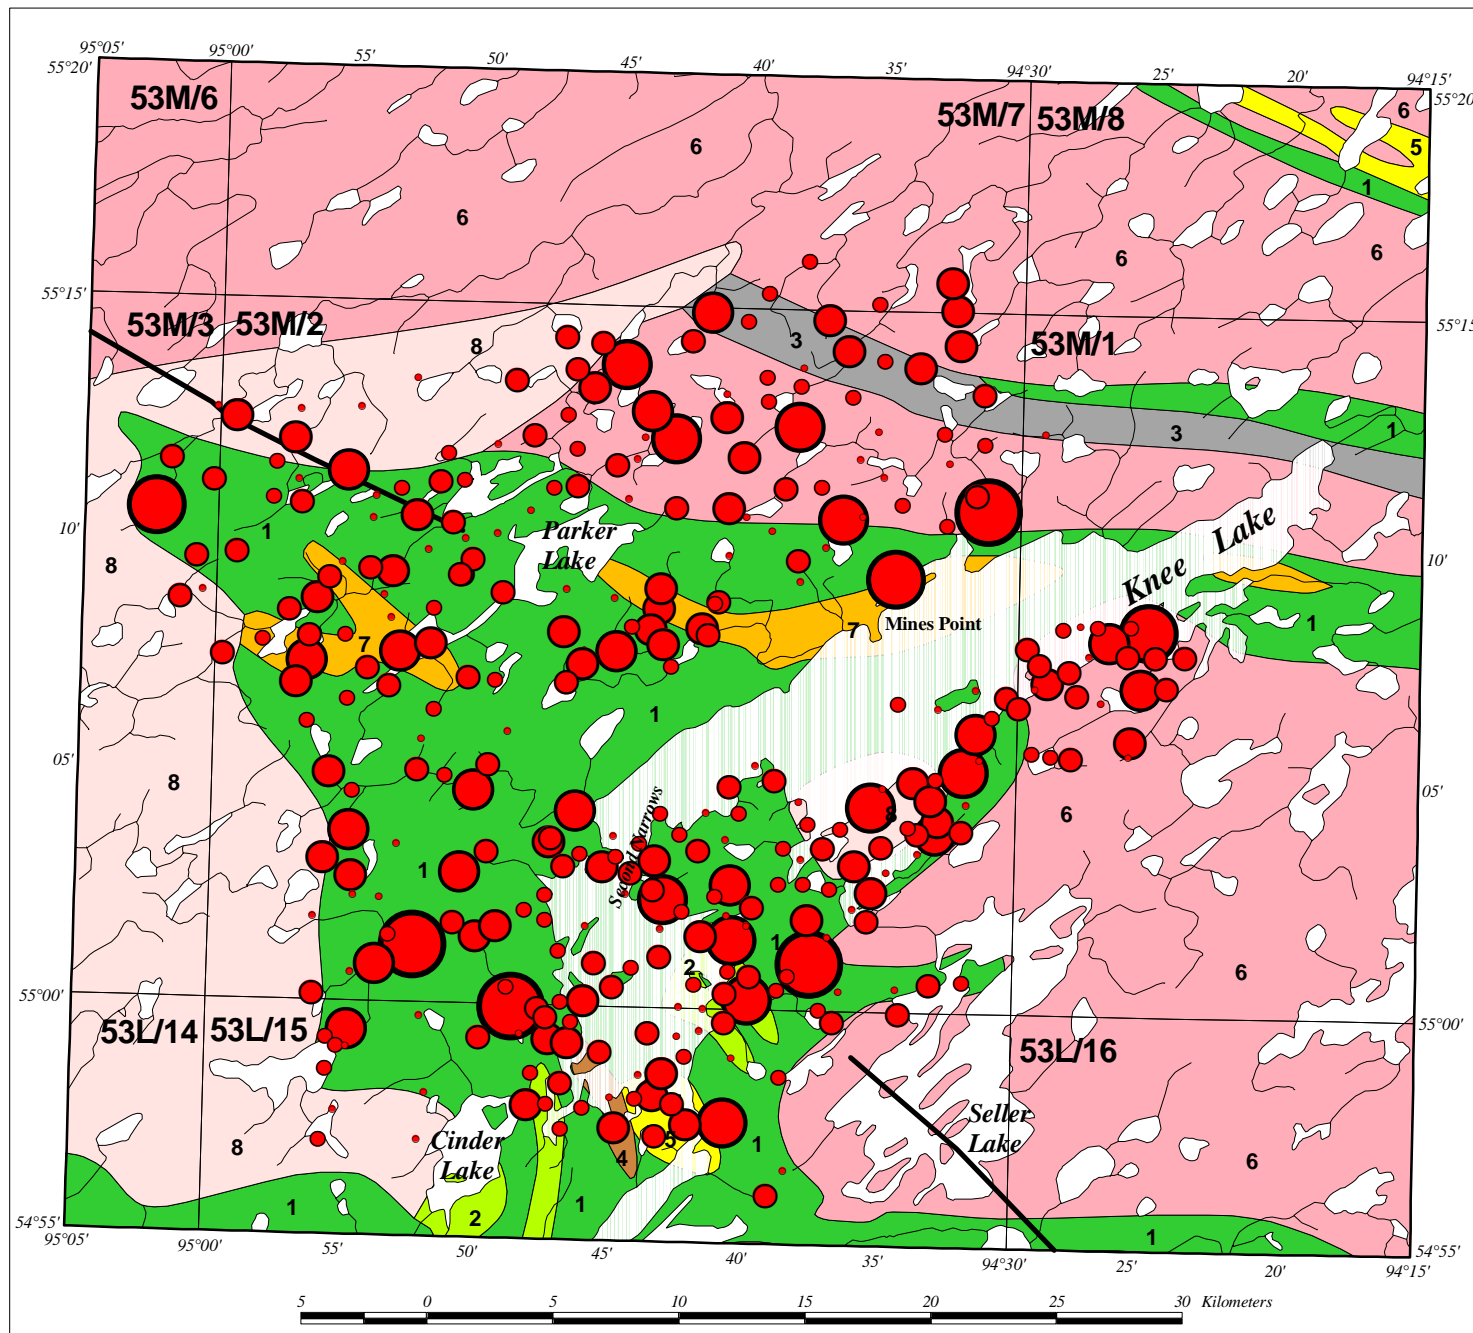 95°05' 95°00' 55' 50' 45' 40' 35' 94°30' 25' 20' 94°15'
55°20' 55°20'
53M/6 53M/7 53M/8
6
5
6
1
6
6 6
55°15' 55°15'
53M/3 53M/2 53M/1
8 3
1
3
10' 10'
1
Parker
Lake
Knee Lake
8
7 7 Mines Point 1
1
05' 05'
8
8
6
Second Narrows
1
1
2
6
55°00' 55°00'
53L/14 53L/15 53L/16
Seller
Lake
Cinder
Lake
5
1
4
8
6
1 2 1 1
54°55' 54°55'
95°05' 95°00' 55' 50' 45' 40' 35' 94°30' 25' 20' 94°15'
5 0 5 10 15 20 25 30 Kilometers